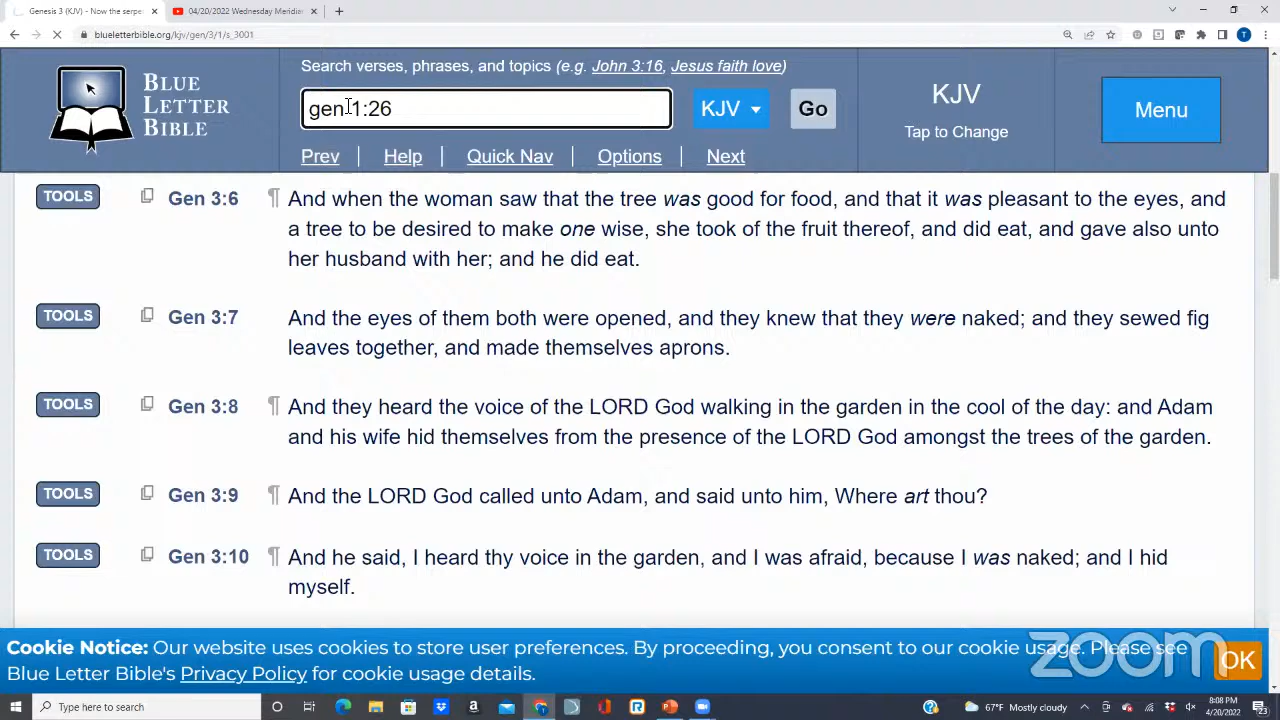 Genesis 3 (KJV) - Now the serpe
04/20/2022 Wednesday Meridian
blueletterbible.org/kjv/gen/3/1/s_3001
T
BLUE
LETTER
BIBLE
Search verses, phrases, and topics (e.g. John 3:16, Jesus faith love)
gen 1:26
KJV
Go
Prev
Help
Quick Nav
Options
Next
KJV
Tap to Change
Menu
TOOLS Gen 3:6 ¶ And when the woman saw that the tree was good for food, and that it was pleasant to the eyes, and
a tree to be desired to make one wise, she took of the fruit thereof, and did eat, and gave also unto
her husband with her; and he did eat.
TOOLS Gen 3:7 And the eyes of them both were opened, and they knew that they were naked; and they sewed fig
leaves together, and made themselves aprons.
TOOLS Gen 3:8 ¶ And they heard the voice of the LORD God walking in the garden in the cool of the day: and Adam
and his wife hid themselves from the presence of the LORD God amongst the trees of the garden.
TOOLS Gen 3:9 ¶ And the LORD God called unto Adam, and said unto him, Where art thou?
TOOLS Gen 3:10 ¶ And he said, I heard thy voice in the garden, and I was afraid, because I was naked; and I hid
myself.
Cookie Notice: Our website uses cookies to store user preferences. By proceeding, you consent to our cookie usage. Please see
Blue Letter Bible's Privacy Policy for cookie usage details.
OK
zoom
Type here to search
67°F Mostly cloudy
8:08 PM
4/20/2022